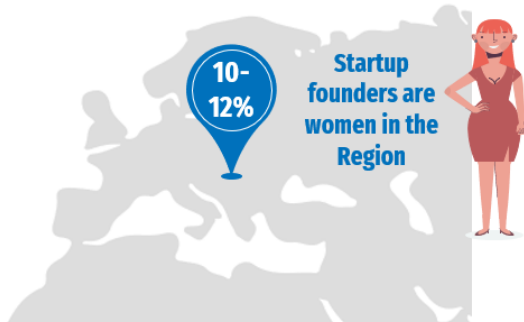 10-
12%
Startup
founders are
women in the
Region